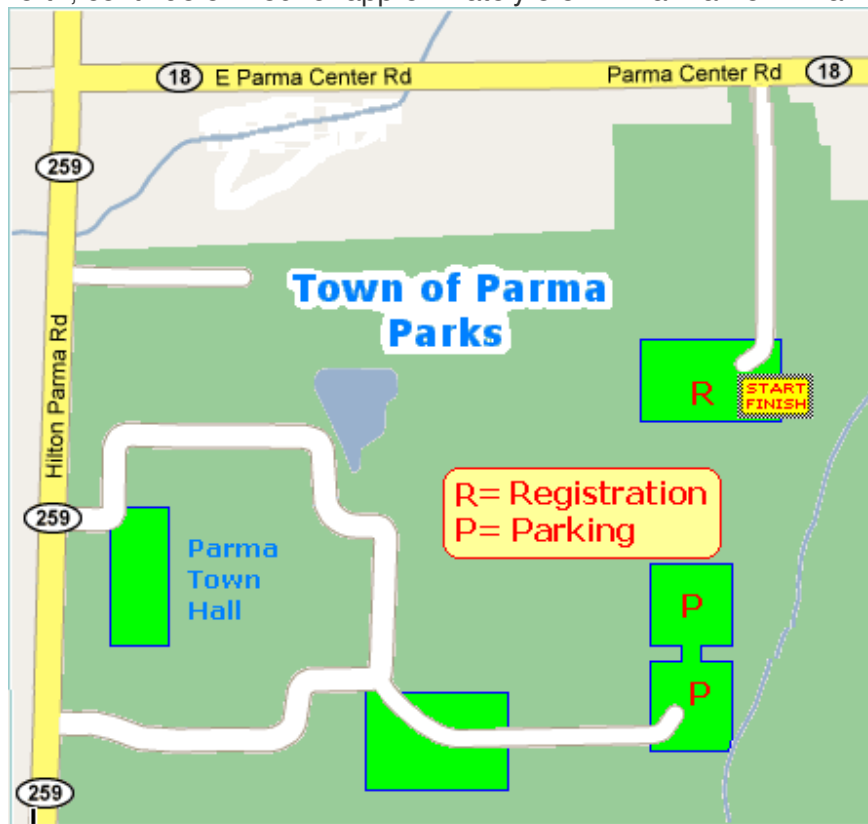 18 E Parma Center Rd Parma Center Rd 18
259
Town of Parma
Parks
Hilton Parma Rd
R
START
FINISH
R= Registration
P= Parking
259
Parma
Town
Hall
P
P
259